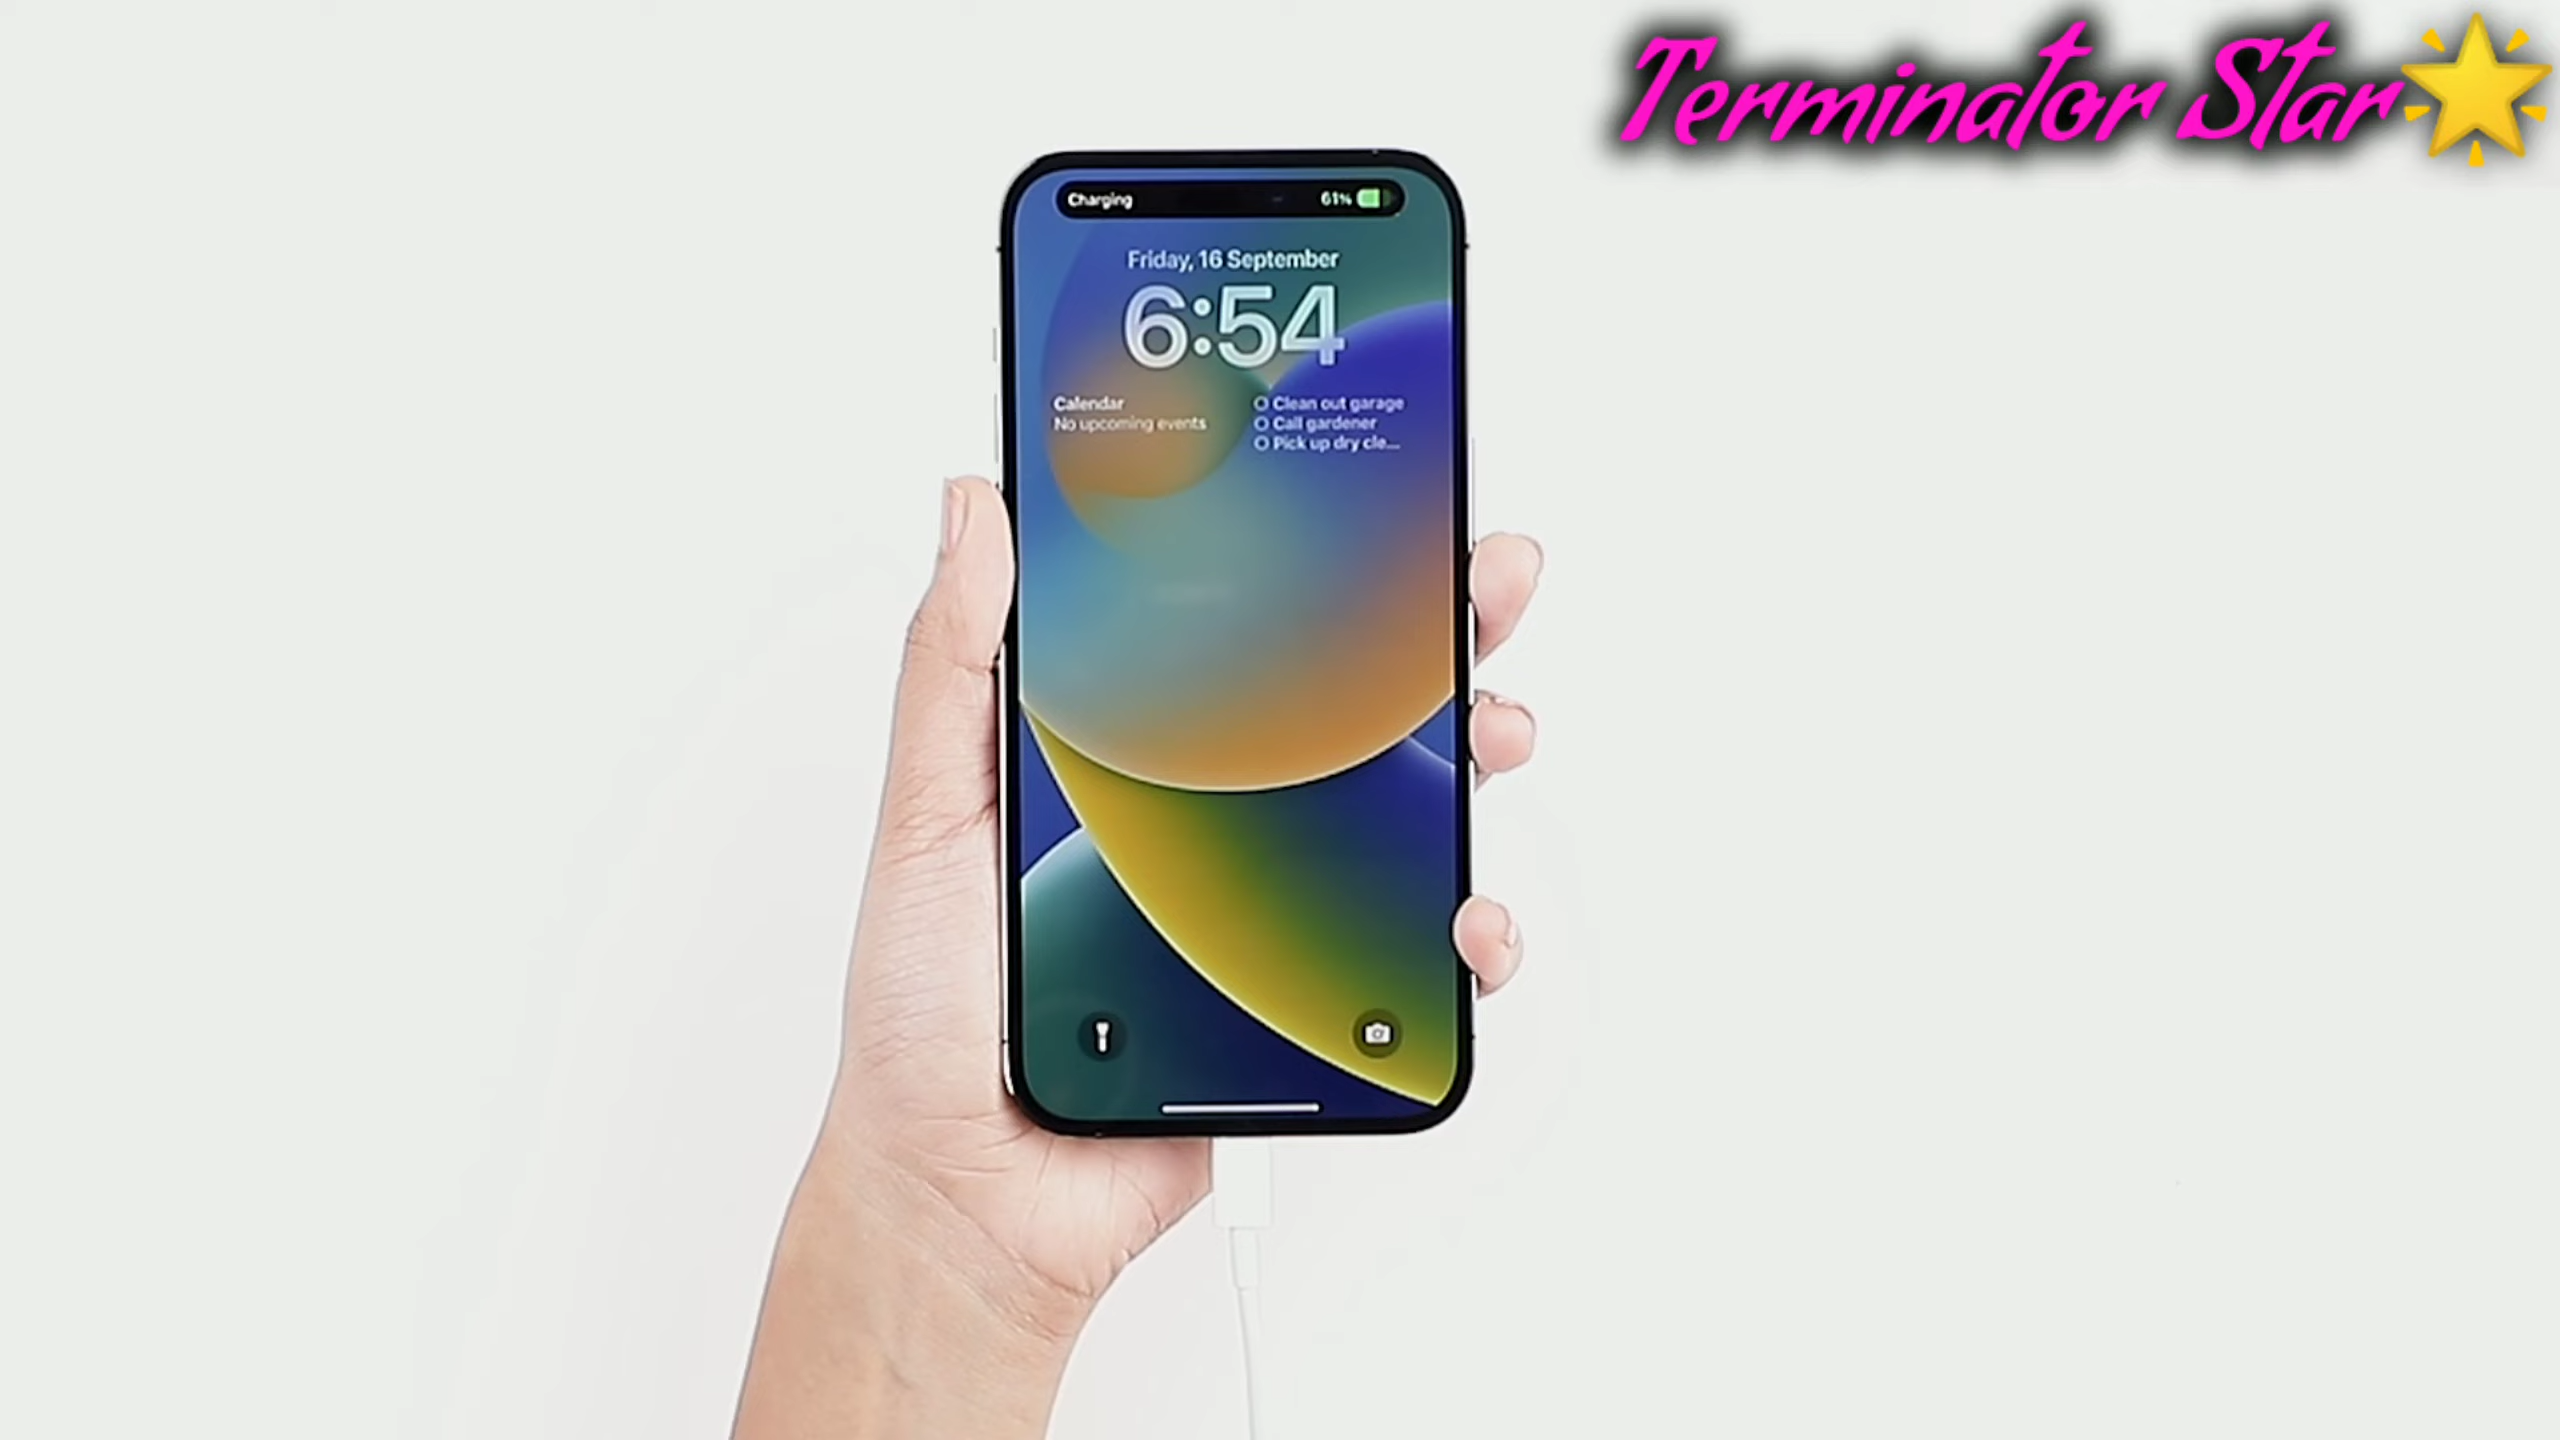 Terminator Star🌟
Charging 61%
Friday, 16 September
6:54
Calendar
No upcoming events
Clean out garage
Call gardener
Pick up dry cle...